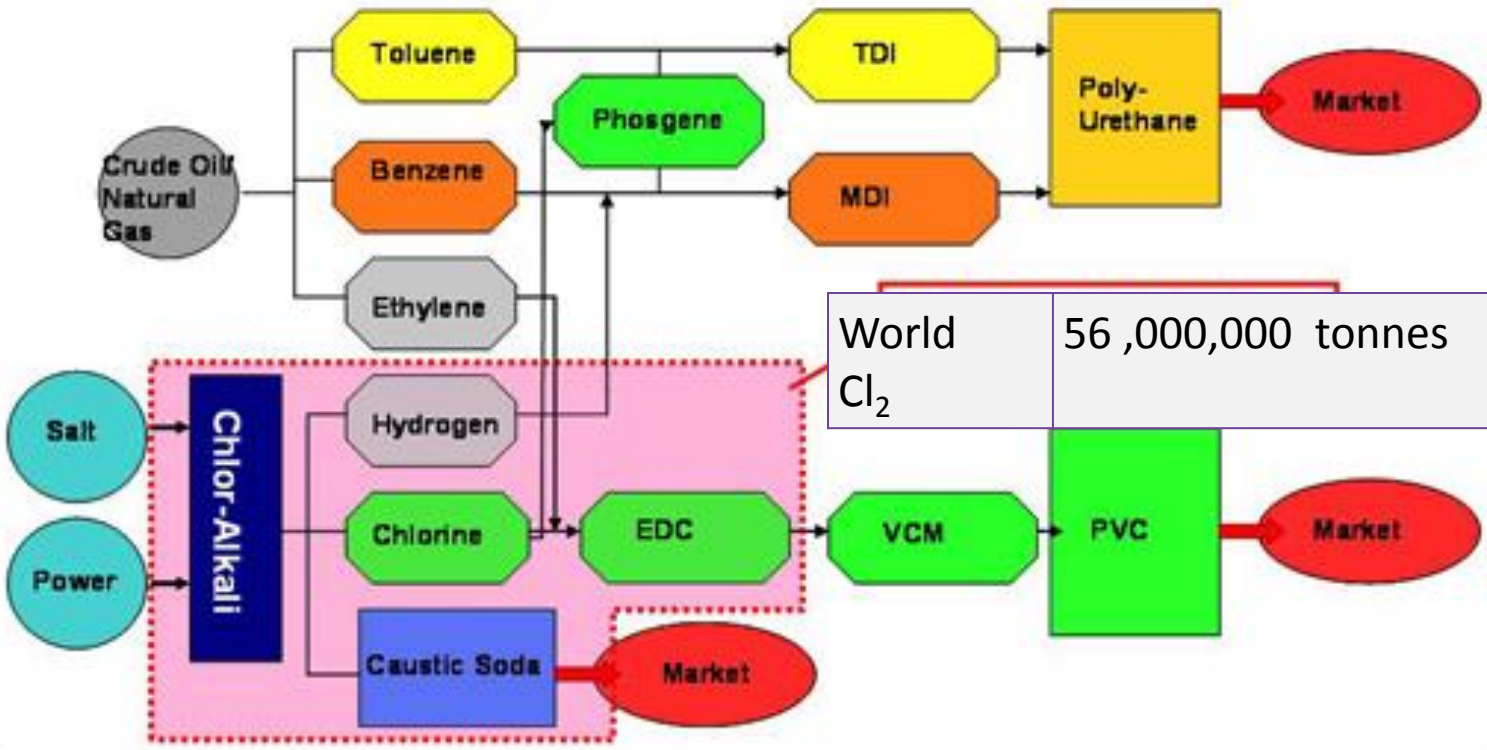 Toluene
TDI
Poly-
Urethane
Market
Phosgene
Crude Oil/
Natural
Gas
Benzene
MDI
Ethylene
World
Cl₂
56 ,000,000 tonnes
Salt
Chlor-Alkali
Hydrogen
Chlorine
EDC
VCM
PVC
Market
Power
Caustic Soda
Market